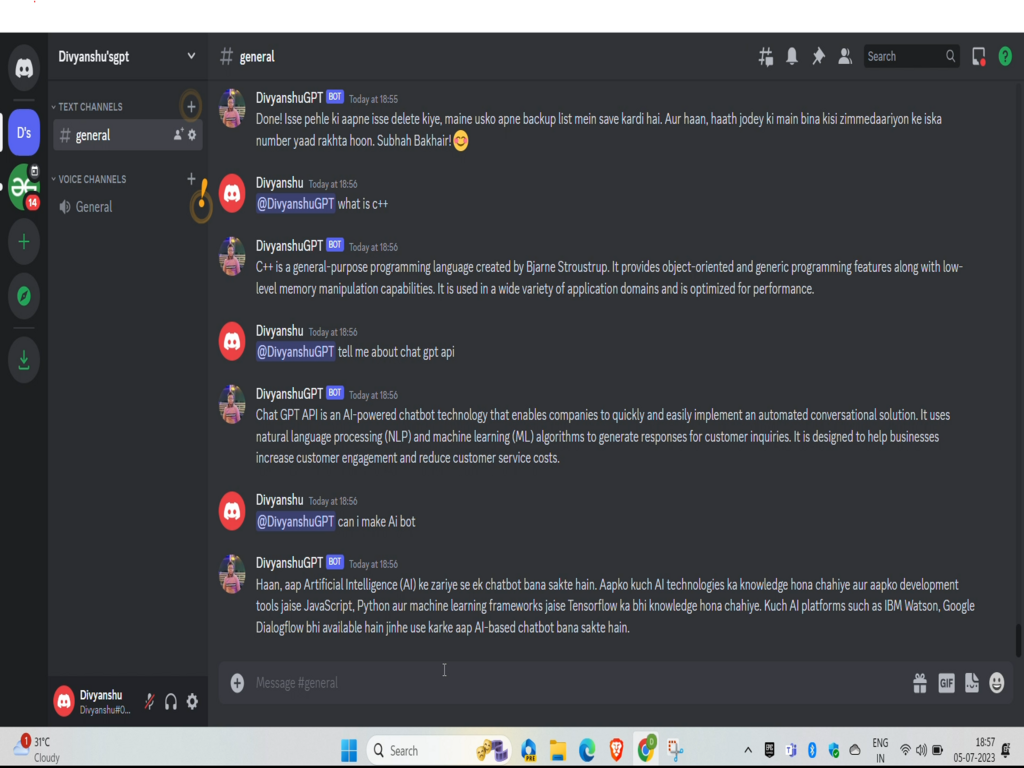 Divyanshu'sgpt
general
Search
TEXT CHANNELS
general
VOICE CHANNELS
General
D's
14
DivyanshuGPT BOT Today at 18:55
Done! Isse pehle ki aapne isse delete kiye, maine usko apne backup list mein save kardi hai. Aur haan, haath jodey ki main bina kisi zimmedaariyon ke iska
number yaad rakhta hoon. Subhah Bakhair!😊
Divyanshu Today at 18:56
@DivyanshuGPT what is c++
DivyanshuGPT BOT Today at 18:56
C++ is a general-purpose programming language created by Bjarne Stroustrup. It provides object-oriented and generic programming features along with low-
level memory manipulation capabilities. It is used in a wide variety of application domains and is optimized for performance.
Divyanshu Today at 18:56
@DivyanshuGPT tell me about chat gpt api
DivyanshuGPT BOT Today at 18:56
Chat GPT API is an AI-powered chatbot technology that enables companies to quickly and easily implement an automated conversational solution. It uses
natural language processing (NLP) and machine learning (ML) algorithms to generate responses for customer inquiries. It is designed to help businesses
increase customer engagement and reduce customer service costs.
Divyanshu Today at 18:56
@DivyanshuGPT can i make Ai bot
DivyanshuGPT BOT Today at 18:56
Haan, aap Artificial Intelligence (AI) ke zariye se ek chatbot bana sakte hain. Aapko kuch AI technologies ka knowledge hona chahiye aur aapko development
tools jaise JavaScript, Python aur machine learning frameworks jaise Tensorflow ka bhi knowledge hona chahiye. Kuch AI platforms such as IBM Watson, Google
Dialogflow bhi available hain jinhe use karke aap AI-based chatbot bana sakte hain.
Message #general
GIF
Divyanshu
Divyanshu#0...
1
31°C
Cloudy
Search
PRE
ENG
IN
18:57
05-07-2023